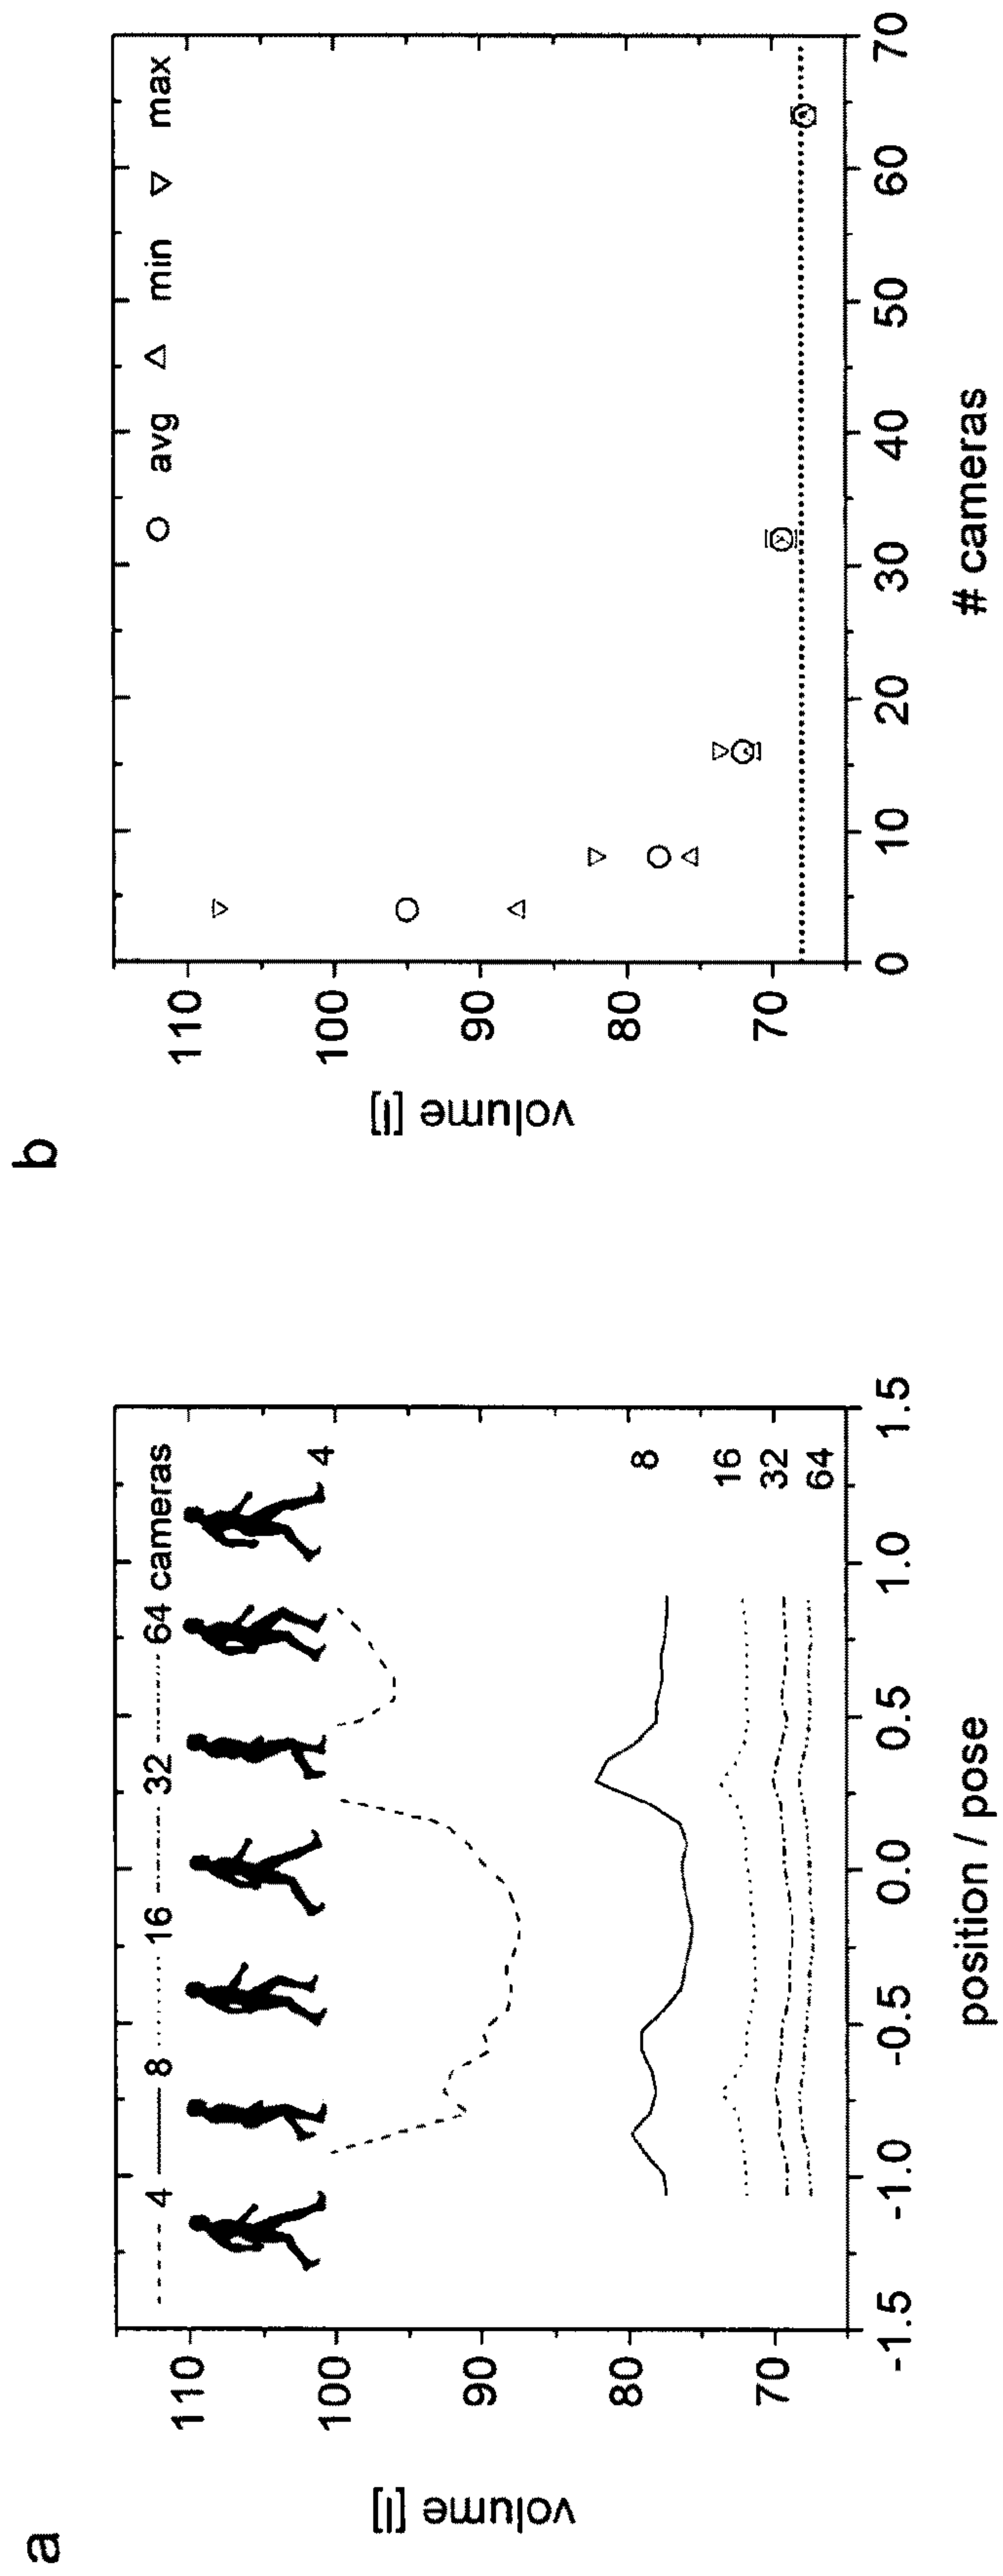 a
volume [l]
110
100
90
80
70
4 8 16 32 64 cameras
4
8
16
32
64
-1.5 -1.0 -0.5 0.0 0.5 1.0 1.5
position / pose
b
volume [l]
110
100
90
80
70
avg min max
0 10 20 30 40 50 60 70
# cameras